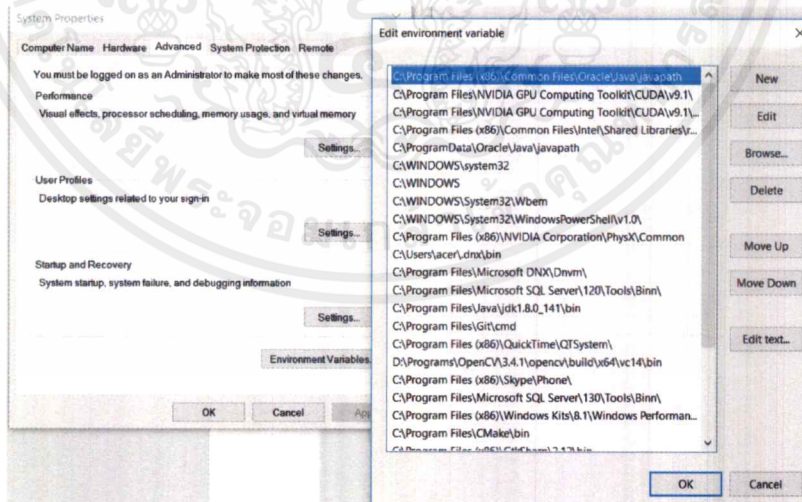 System Properties
Computer Name Hardware Advanced System Protection Remote
You must be logged on as an Administrator to make most of these changes.
Performance
Visual effects, processor scheduling, memory usage, and virtual memory
Settings...
User Profiles
Desktop settings related to your sign-in
Settings...
Startup and Recovery
System startup, system failure, and debugging information
Settings...
Environment Variables.
OK Cancel
Edit environment variable
C:\Program Files (x86)\Common Files\Oracle\Java\javapath
C:\Program Files\NVIDIA GPU Computing Toolkit\CUDA\v9.1\
C:\Program Files\NVIDIA GPU Computing Toolkit\CUDA\v9.1\...
C:\Program Files (x86)\Common Files\Intel\Shared Libraries\r...
C:\ProgramData\Oracle\Java\javapath
C:\WINDOWS\system32
C:\WINDOWS
C:\WINDOWS\System32\Wbem
C:\WINDOWS\System32\WindowsPowerShell\v1.0\
C:\Program Files (x86)\NVIDIA Corporation\PhysX\Common
C:\Users\acer\.dnx\bin
C:\Program Files\Microsoft DNX\Dnvm\
C:\Program Files\Microsoft SQL Server\120\Tools\Binn\
C:\Program Files\Java\jdk1.8.0_141\bin
C:\Program Files\Git\cmd
C:\Program Files (x86)\QuickTime\QTSystem\
D:\Programs\OpenCV\3.4.1\opencv\build\x64\vc14\bin
C:\Program Files (x86)\Skype\Phone\
C:\Program Files\Microsoft SQL Server\130\Tools\Binn\
C:\Program Files (x86)\Windows Kits\8.1\Windows Performan...
C:\Program Files\CMake\bin
New
Edit
Browse...
Delete
Move Up
Move Down
Edit text...
OK Cancel